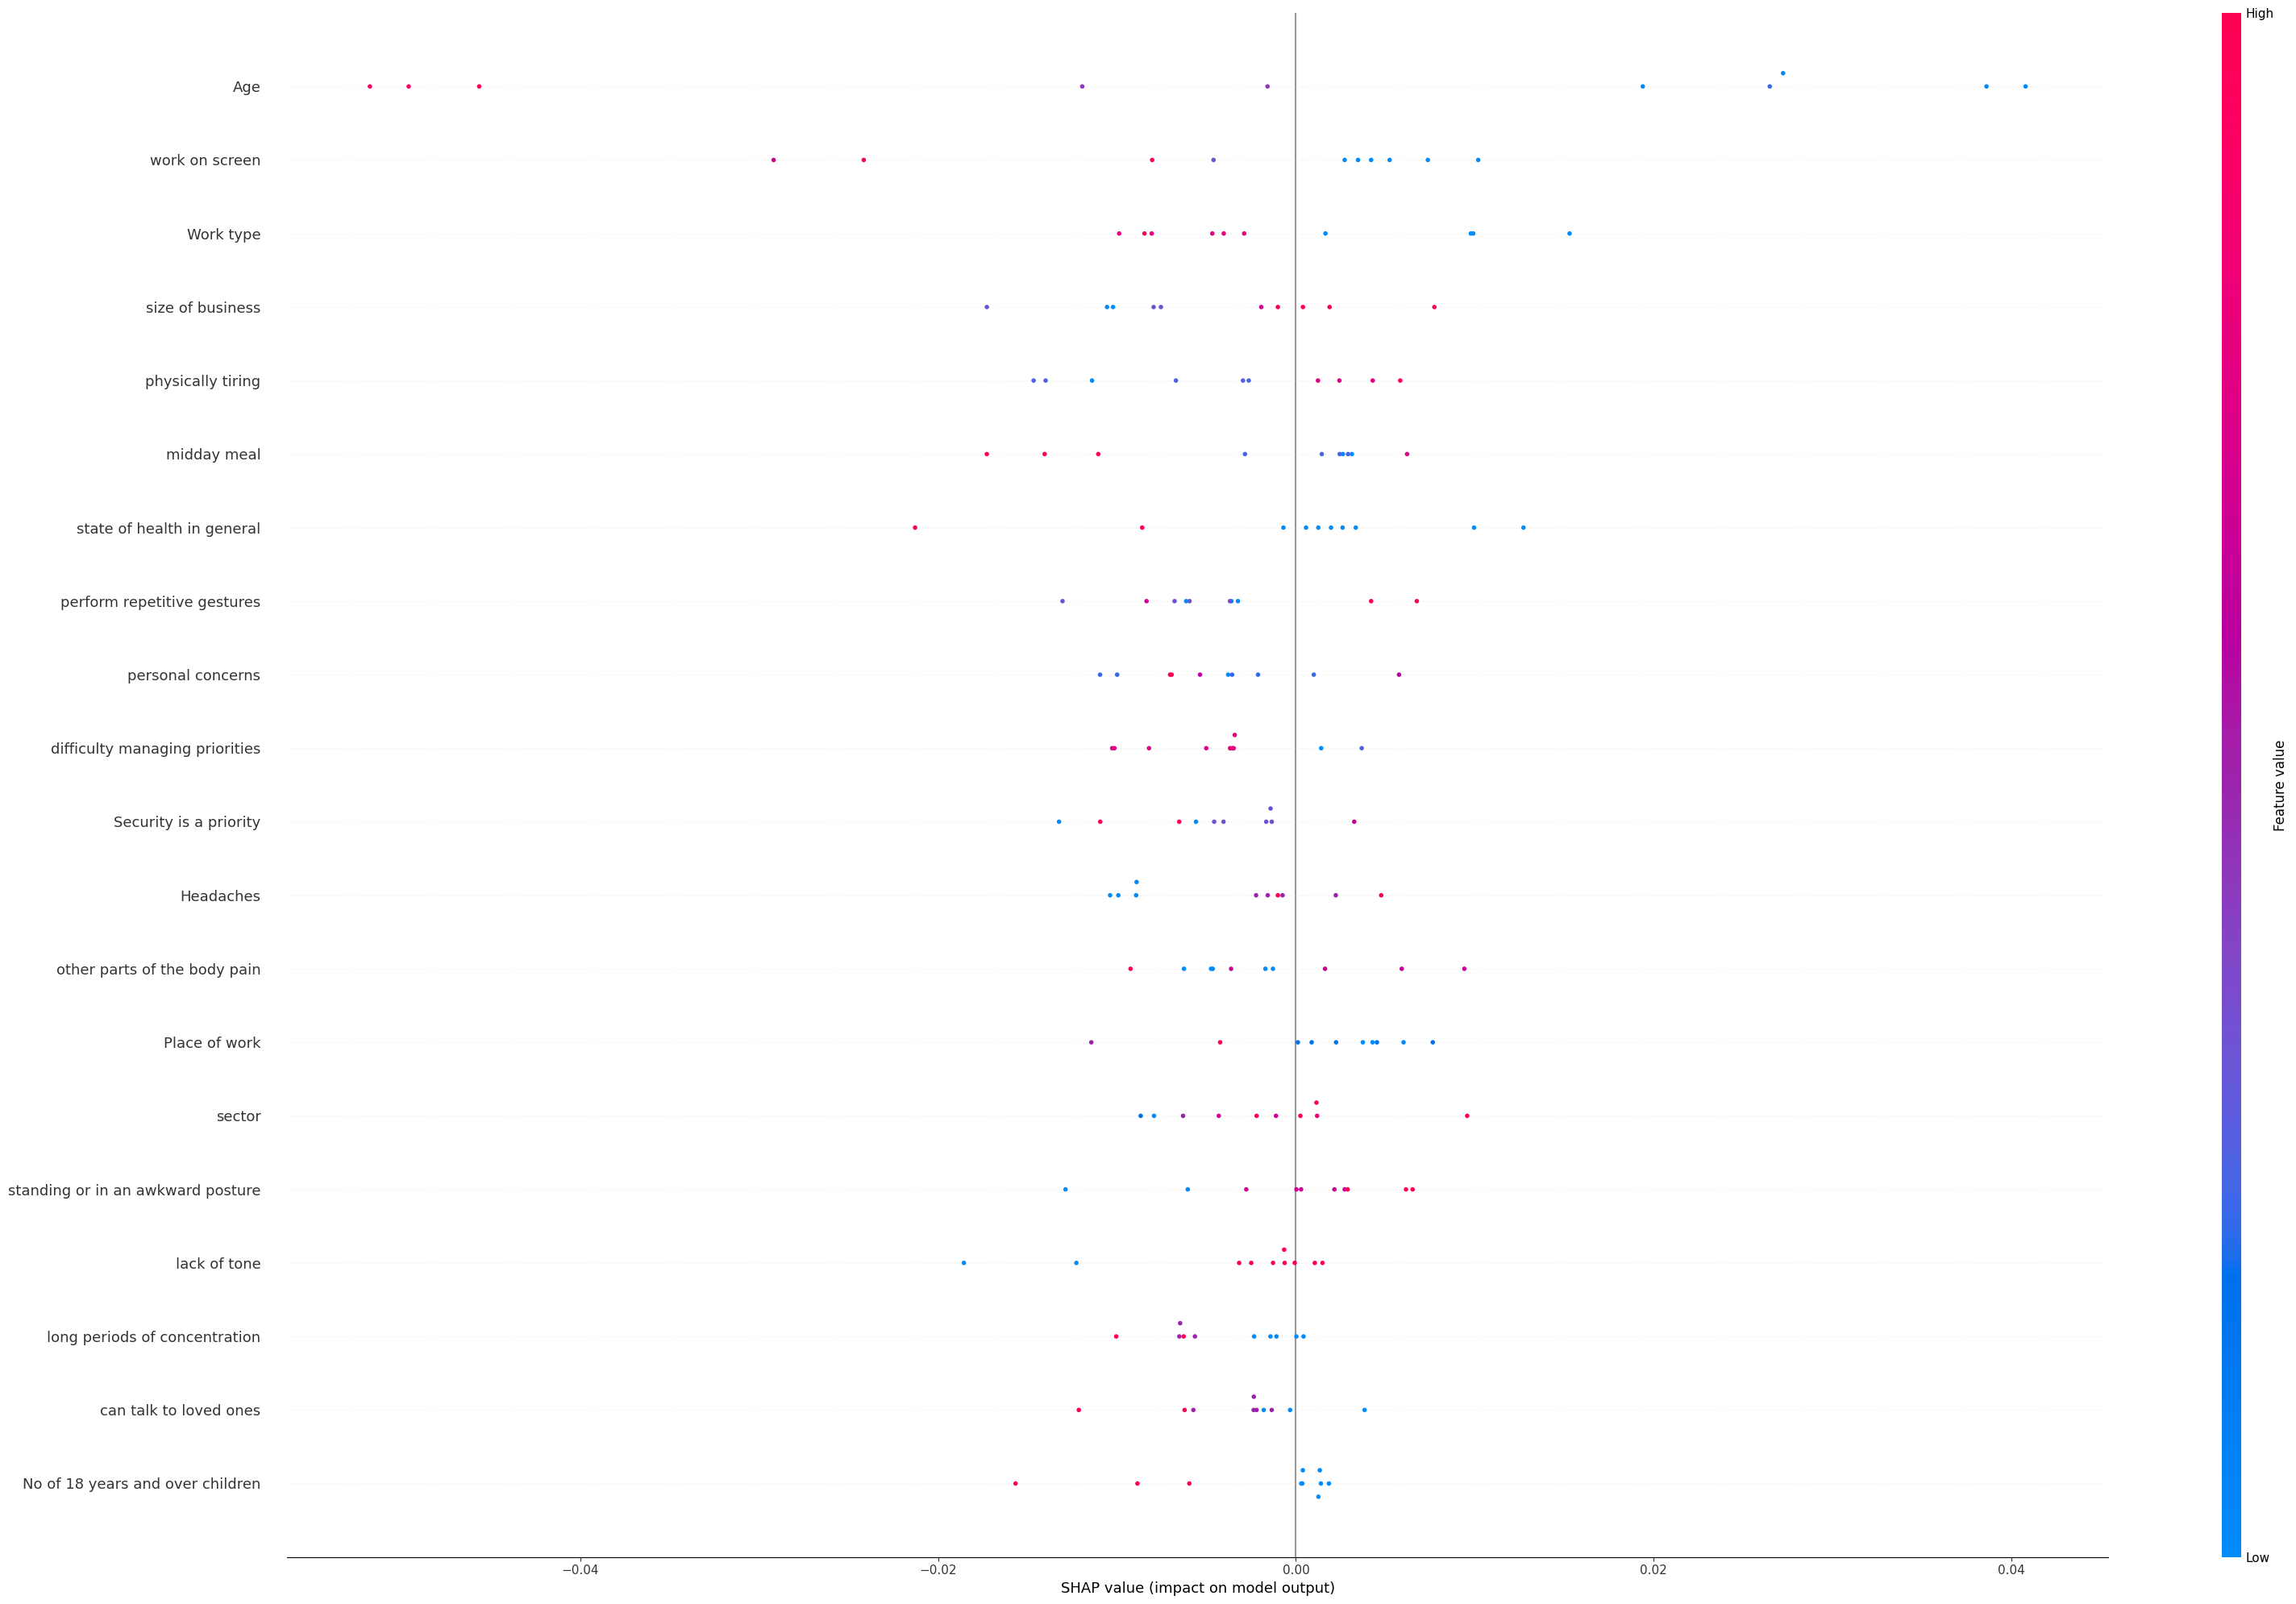 High
Age
work on screen
Work type
size of business
physically tiring
midday meal
state of health in general
perform repetitive gestures
personal concerns
difficulty managing priorities
Security is a priority
Headaches
other parts of the body pain
Place of work
sector
standing or in an awkward posture
lack of tone
long periods of concentration
can talk to loved ones
No of 18 years and over children
Feature value
Low
−0.04 −0.02 0.00 0.02 0.04
SHAP value (impact on model output)